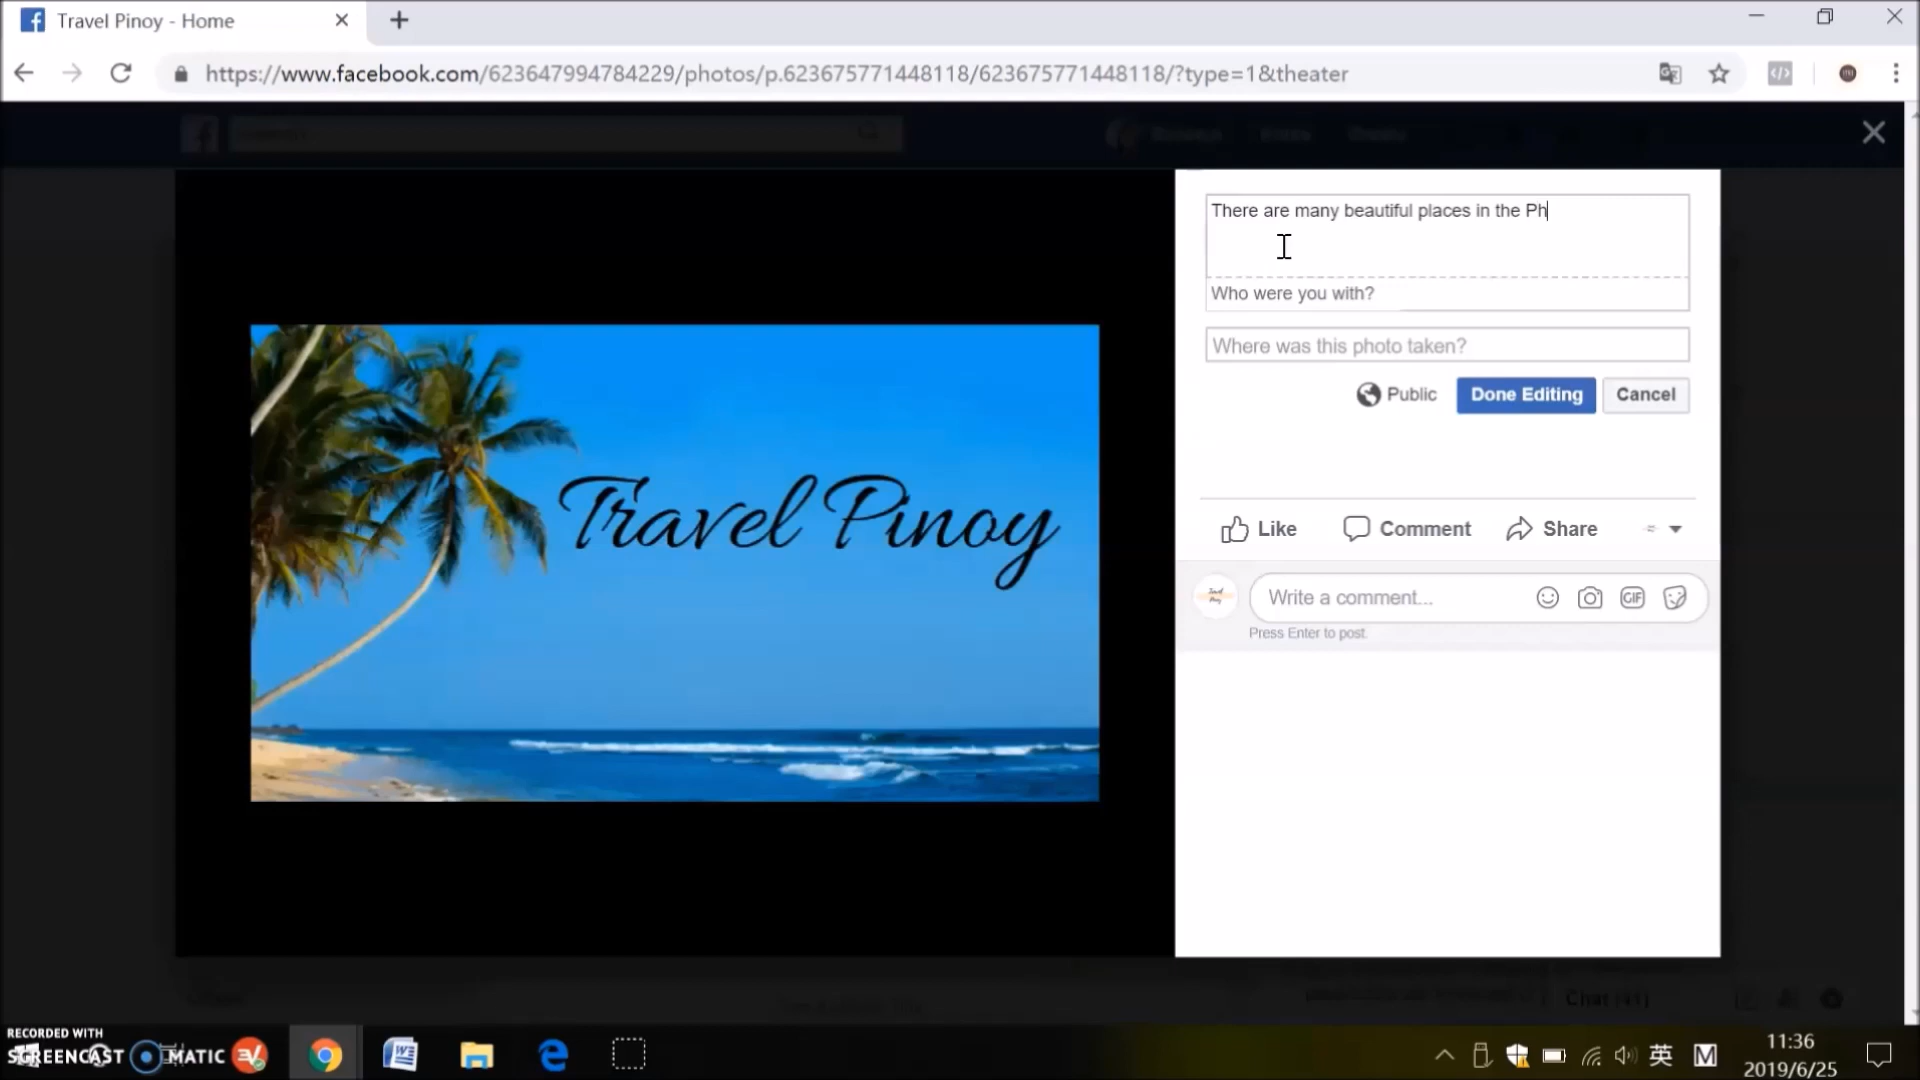 Travel Pinoy - Home
https://www.facebook.com/623647994784229/photos/p.623675771448118/623675771448118/?type=1&theater
There are many beautiful places in the Ph
Who were you with?
Where was this photo taken?
Public
Done Editing
Cancel
Travel Pinoy
Like
Comment
Share
Write a comment...
GIF
Press Enter to post.
RECORDED WITH
SCREENCAST MATIC
英
M
11:36
2019/6/25